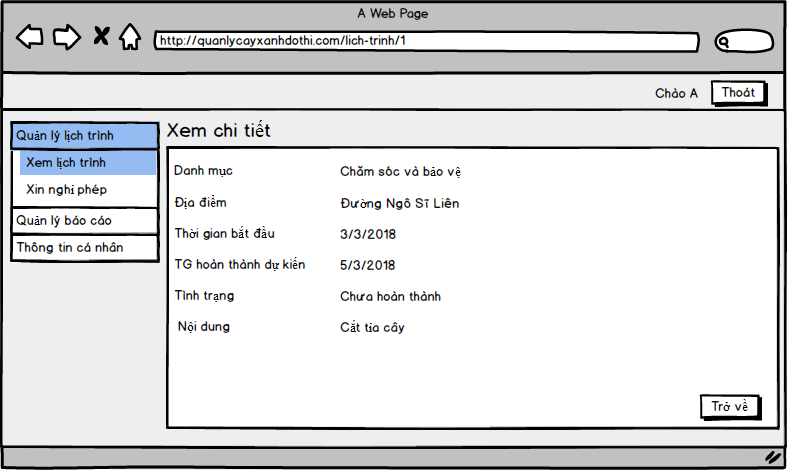 A Web Page
http://quanlycayxanhdothi.com/lich-trinh/1
Chào A
Thoát
Quản lý lịch trình
Xem lịch trình
Xin nghỉ phép
Quản lý báo cáo
Thông tin cá nhân
Xem chi tiết
Danh mục Chăm sóc và bảo vệ
Địa điểm Đường Ngô Sĩ Liên
Thời gian bắt đầu 3/3/2018
TG hoàn thành dự kiến 5/3/2018
Tình trạng Chưa hoàn thành
Nội dung Cắt tỉa cây
Trở về